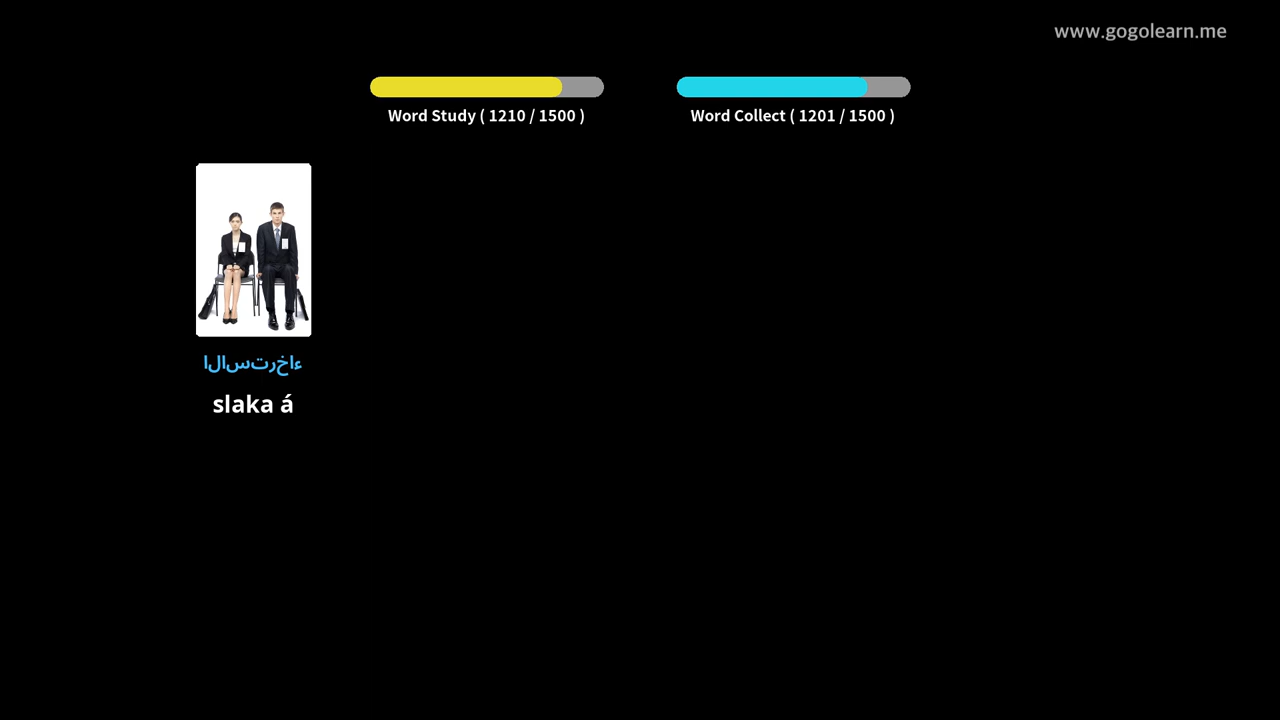 www.gogolearn.me
Word Study ( 1210 / 1500 )
Word Collect ( 1201 / 1500 )
الاسترخاء
slaka á